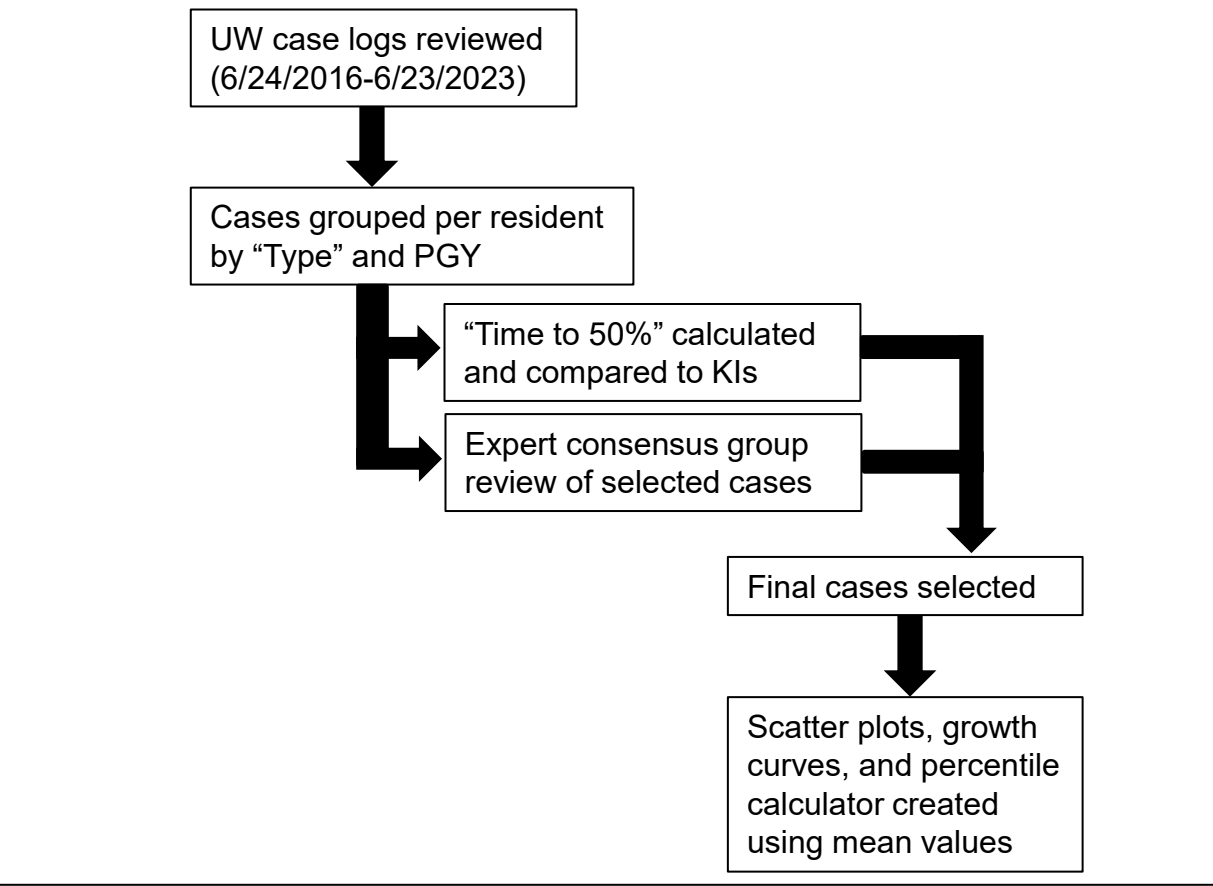 UW case logs reviewed
(6/24/2016-6/23/2023)
Cases grouped per resident
by “Type” and PGY
“Time to 50%” calculated
and compared to KIs
Expert consensus group
review of selected cases
Final cases selected
Scatter plots, growth
curves, and percentile
calculator created
using mean values